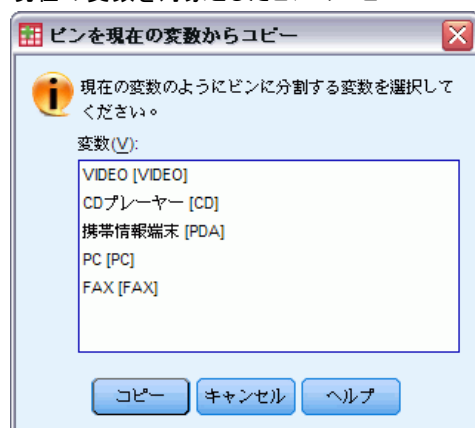 ビンを現在の変数からコピー
現在の変数のようにビンに分割する変数を選択して
ください。
変数(V):
VIDEO [VIDEO]
CDプレーヤー [CD]
携帯情報端末 [PDA]
PC [PC]
FAX [FAX]
コピー
キャンセル
ヘルプ